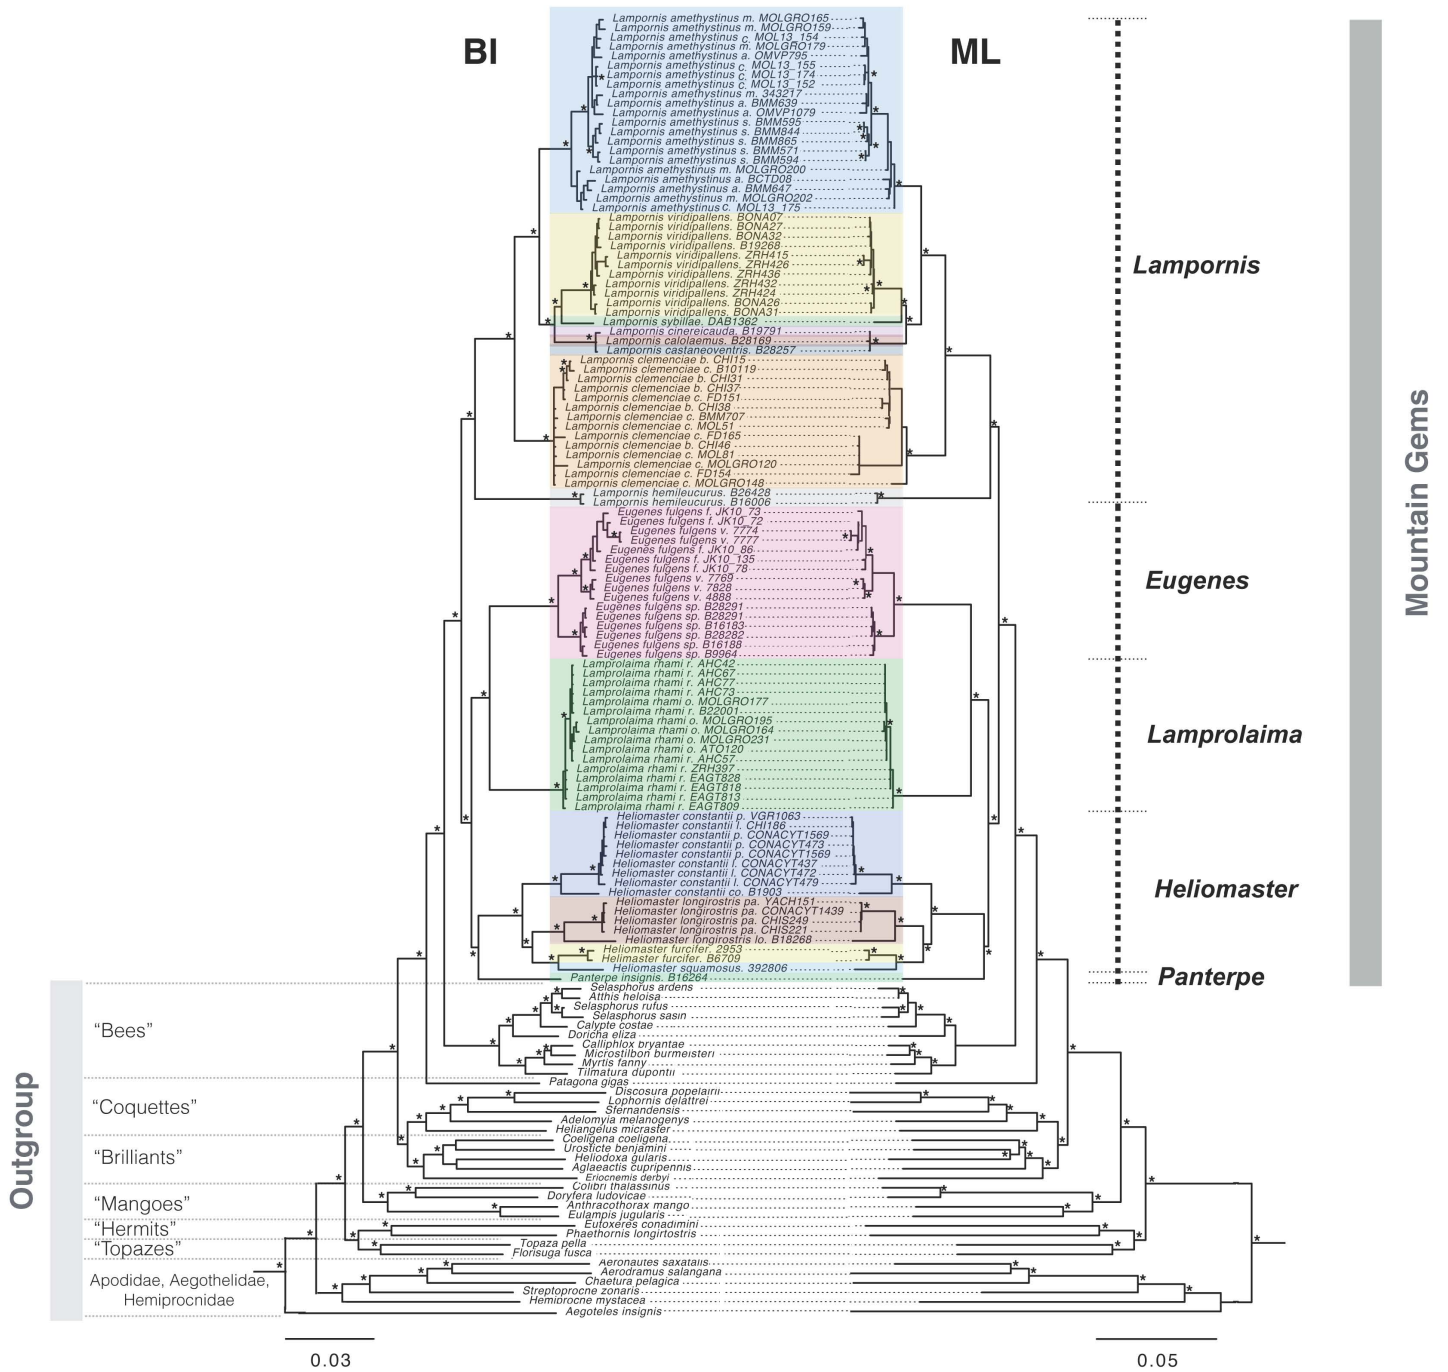 BI
ML
Lampornis amethystinus m. MOLGRO165
Lampornis amethystinus m. MOLGRO159
Lampornis amethystinus c. MOL13_154
Lampornis amethystinus m. MOLGRO179
Lampornis amethystinus a. OMVP795
Lampornis amethystinus c. MOL13_155
Lampornis amethystinus c. MOL13_174
Lampornis amethystinus c. MOL13_152
Lampornis amethystinus m. 343217
Lampornis amethystinus a. BMM639
Lampornis amethystinus a. OMVP1079
Lampornis amethystinus s. BMM595
Lampornis amethystinus s. BMM844
Lampornis amethystinus s. BMM865
Lampornis amethystinus s. BMM571
Lampornis amethystinus s. BMM594
Lampornis amethystinus m. MOLGRO200
Lampornis amethystinus a. BCTD08
Lampornis amethystinus a. BMM647
Lampornis amethystinus m. MOLGRO202
Lampornis amethystinus c. MOL13_175
Lampornis viridipallens. BONA07
Lampornis viridipallens. BONA27
Lampornis viridipallens. BONA32
Lampornis viridipallens. B19268
Lampornis viridipallens. ZRH415
Lampornis viridipallens. ZRH426
Lampornis viridipallens. ZRH436
Lampornis viridipallens. ZRH432
Lampornis viridipallens. ZRH424
Lampornis viridipallens. BONA26
Lampornis viridipallens. BONA31
Lampornis sybillae. DAB1362
Lampornis cinereicauda. B19791
Lampornis calolaemus. B28169
Lampornis castaneoventris. B28257
Lampornis clemenciae b. CHI15
Lampornis clemenciae c. B10119
Lampornis clemenciae b. CHI31
Lampornis clemenciae b. CHI37
Lampornis clemenciae c. FD151
Lampornis clemenciae b. CHI38
Lampornis clemenciae c. BMM707
Lampornis clemenciae c. MOL51
Lampornis clemenciae c. FD165
Lampornis clemenciae b. CHI46
Lampornis clemenciae c. MOL81
Lampornis clemenciae c. MOLGRO120
Lampornis clemenciae c. FD154
Lampornis clemenciae c. MOLGRO148
Lampornis hemileucurus. B26428
Lampornis hemileucurus. B16006
Eugenes fulgens f. JK10_73
Eugenes fulgens f. JK10_72
Eugenes fulgens v. 7774
Eugenes fulgens v. 7777
Eugenes fulgens f. JK10_86
Eugenes fulgens f. JK10_135
Eugenes fulgens f. JK10_78
Eugenes fulgens v. 7769
Eugenes fulgens v. 7828
Eugenes fulgens v. 4888
Eugenes fulgens sp. B28291
Eugenes fulgens sp. B28291
Eugenes fulgens sp. B16183
Eugenes fulgens sp. B28282
Eugenes fulgens sp. B16188
Eugenes fulgens sp. B9964
Lamprolaima rhami r. AHC42
Lamprolaima rhami r. AHC67
Lamprolaima rhami r. AHC77
Lamprolaima rhami r. AHC73
Lamprolaima rhami o. MOLGRO177
Lamprolaima rhami r. B22001
Lamprolaima rhami o. MOLGRO195
Lamprolaima rhami o. MOLGRO164
Lamprolaima rhami o. MOLGRO231
Lamprolaima rhami o. ATO120
Lamprolaima rhami r. AHC57
Lamprolaima rhami r. ZRH397
Lamprolaima rhami r. EAGT828
Lamprolaima rhami r. EAGT818
Lamprolaima rhami r. EAGT813
Lamprolaima rhami r. EAGT809
Heliomaster constantii p. VGR1063
Heliomaster constantii l. CHI186
Heliomaster constantii p. CONACYT1569
Heliomaster constantii p. CONACYT473
Heliomaster constantii p. CONACYT1569
Heliomaster constantii l. CONACYT437
Heliomaster constantii l. CONACYT472
Heliomaster constantii l. CONACYT479
Heliomaster constantii co. B1903
Heliomaster longirostris pa. YACH151
Heliomaster longirostris pa. CONACYT1439
Heliomaster longirostris pa. CHIS249
Heliomaster longirostris pa. CHIS221
Heliomaster longirostris lo. B18268
Heliomaster furcifer. 2953
Heliomaster furcifer. B6709
Heliomaster squamosus. 392806
Panterpe insignis. B16264
Selasphorus ardens
Atthis heloisa
Selasphorus rufus
Selasphorus sasin
Calypte costae
Doricha eliza
Calliphlox bryantae
Microstilbon burmeisteri
Myrtis fanny
Tilmatura dupontii
Patagona gigas
Discosura popelairii
Lophornis delattrei
Sfernandensis
Adelomyia melanogenys
Heliangelus micraster
Coeligena coeligena
Urosticte benjamini
Heliodoxa gularis
Aglaeactis cupripennis
Eriocnemis derbyi
Colibri thalassinus
Doryfera ludovicae
Anthracothorax mango
Eulampis jugularis
Eutoxeres conadimini
Phaethornis longirtostris
Topaza pella
Florisuga fusca
Aeronautes saxatalis
Aerodramus salangana
Chaetura pelagica
Streptoprocne zonaris
Hemiprocne mystacea
Aegoteles insignis
Lampornis
Eugenes
Lamprolaima
Heliomaster
Panterpe
Mountain Gems
Outgroup
“Bees”
“Coquettes”
“Brilliants”
“Mangoes”
“Hermits”
“Topazes”
Apodidae, Aegothelidae,
Hemiprocnidae
0.03
0.05